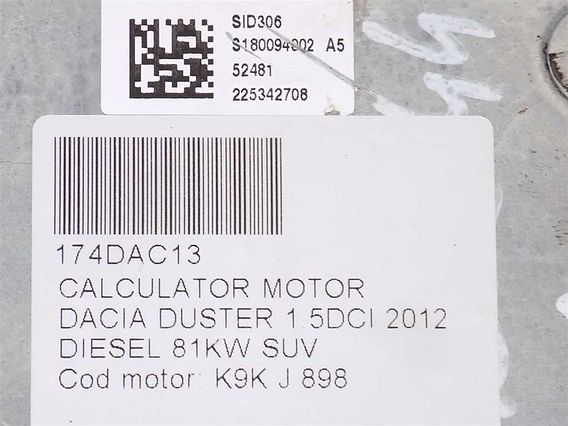 SID306
S180094902 A5
52481
225342708
174DAC13
CALCULATOR MOTOR
DACIA DUSTER 1.5DCI 2012
DIESEL 81KW SUV
Cod motor: K9K J 898